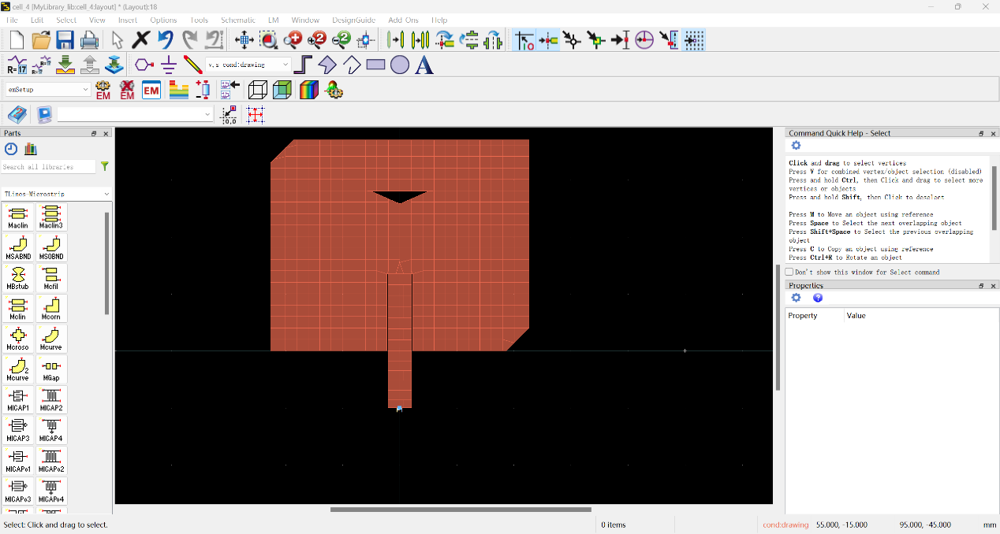 cell_4 [MyLibrary_lib:cell_4:layout] * (Layout):18
File Edit Select View Insert Options Tools Schematic EM Window DesignGuide Add-Ons Help
R=17
v,s cond:drawing
emSetup
EM EM EM
0,0
Parts
Search all libraries
TLines-Microstrip
Maclin Maclin3
MSABND MSOBND
MBstub Mcfil
Mclin Mcorn
Mcroso Mcurve
Mcurve MGap
MICAP1 MICAP2
MICAP3 MICAP4
MICAPo1 MICAPo2
MICAPo3 MICAPo4
Command Quick Help - Select
Click and drag to select vertices
Press V for combined vertex/object selection (disabled)
Press and hold Ctrl, then Click and drag to select more
vertices or objects
Press and hold Shift, then Click to deselect
Press M to Move an object using reference
Press Space to Select the next overlapping object
Press Shift+Space to Select the previous overlapping
object
Press C to Copy an object using reference
Press Ctrl+R to Rotate an object
Don't show this window for Select command
Properties
Property Value
Select: Click and drag to select.
0 items
cond:drawing 55.000, -15.000 95.000, -45.000 mm